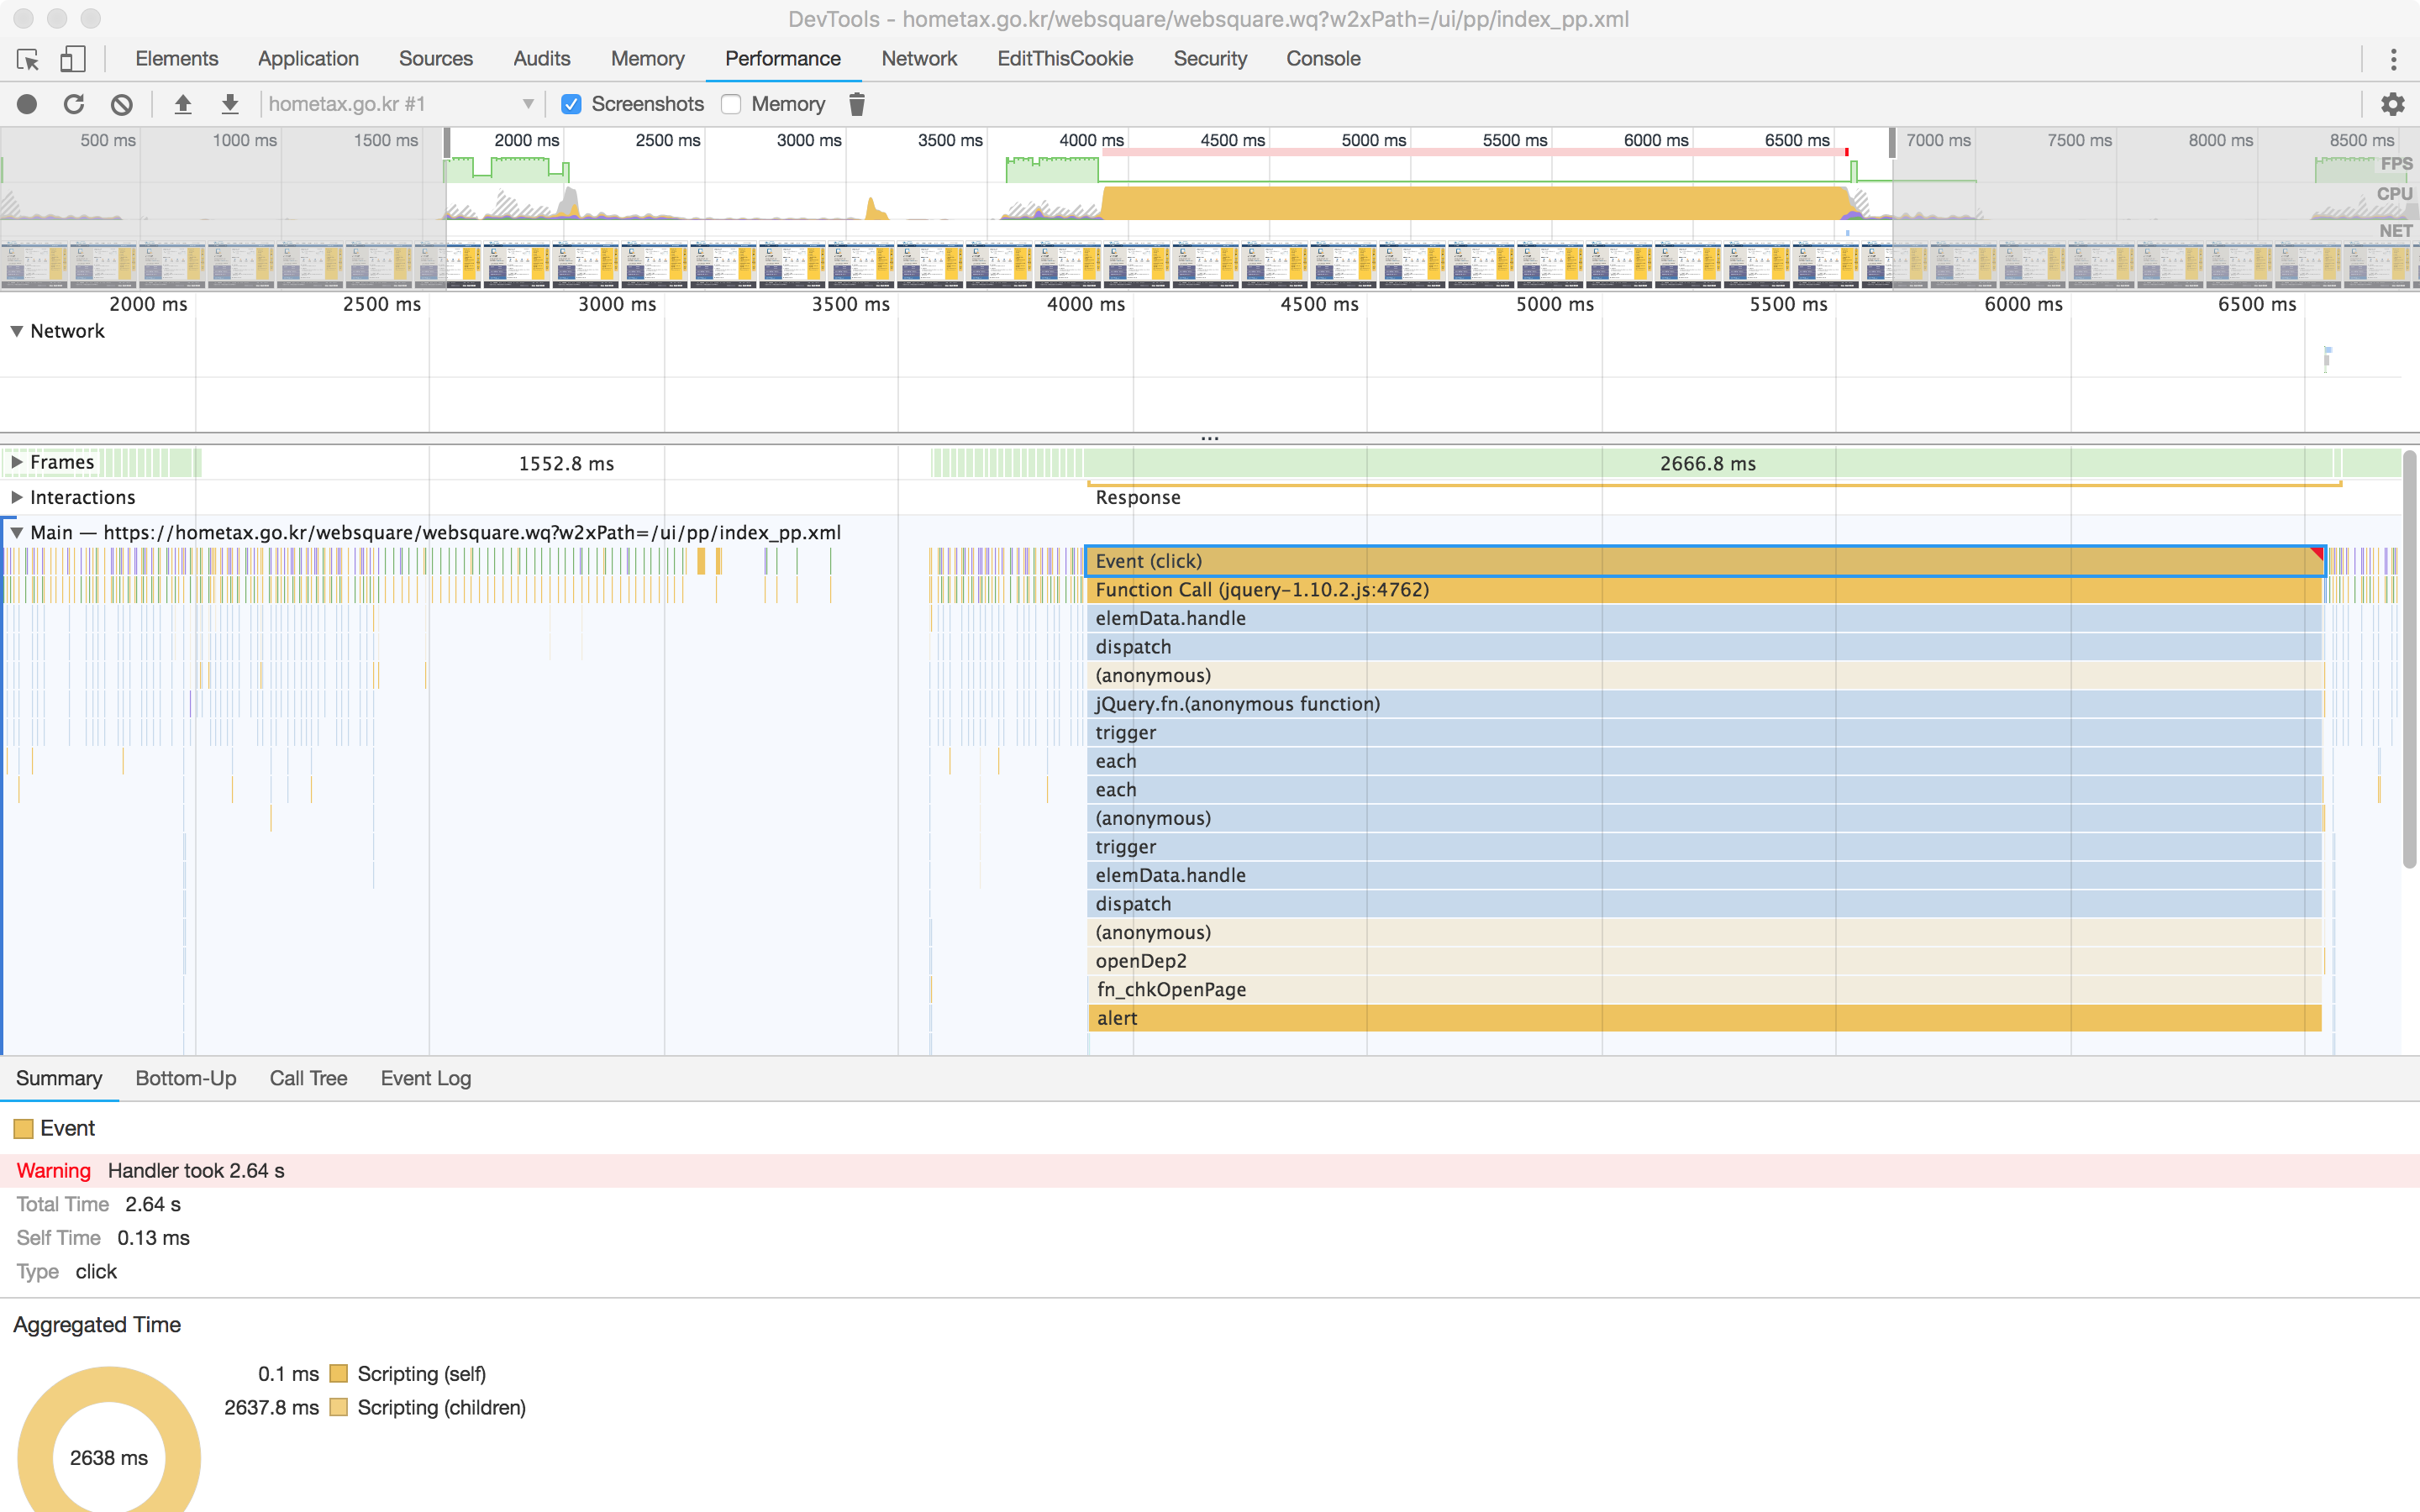 DevTools - hometax.go.kr/websquare/websquare.wq?w2xPath=/ui/pp/index_pp.xml
Elements Application Sources Audits Memory Performance Network EditThisCookie Security Console
hometax.go.kr #1 Screenshots Memory
500 ms 1000 ms 1500 ms 2000 ms 2500 ms 3000 ms 3500 ms 4000 ms 4500 ms 5000 ms 5500 ms 6000 ms 6500 ms 7000 ms 7500 ms 8000 ms 8500 ms
FPS
CPU
NET
2000 ms 2500 ms 3000 ms 3500 ms 4000 ms 4500 ms 5000 ms 5500 ms 6000 ms 6500 ms
Network
...
Frames 1552.8 ms 2666.8 ms
Interactions Response
Main — https://hometax.go.kr/websquare/websquare.wq?w2xPath=/ui/pp/index_pp.xml
Event (click)
Function Call (jquery-1.10.2.js:4762)
elemData.handle
dispatch
(anonymous)
jQuery.fn.(anonymous function)
trigger
each
each
(anonymous)
trigger
elemData.handle
dispatch
(anonymous)
openDep2
fn_chkOpenPage
alert
Summary Bottom-Up Call Tree Event Log
Event
Warning Handler took 2.64 s
Total Time 2.64 s
Self Time 0.13 ms
Type click
Aggregated Time
0.1 ms Scripting (self)
2637.8 ms Scripting (children)
2638 ms